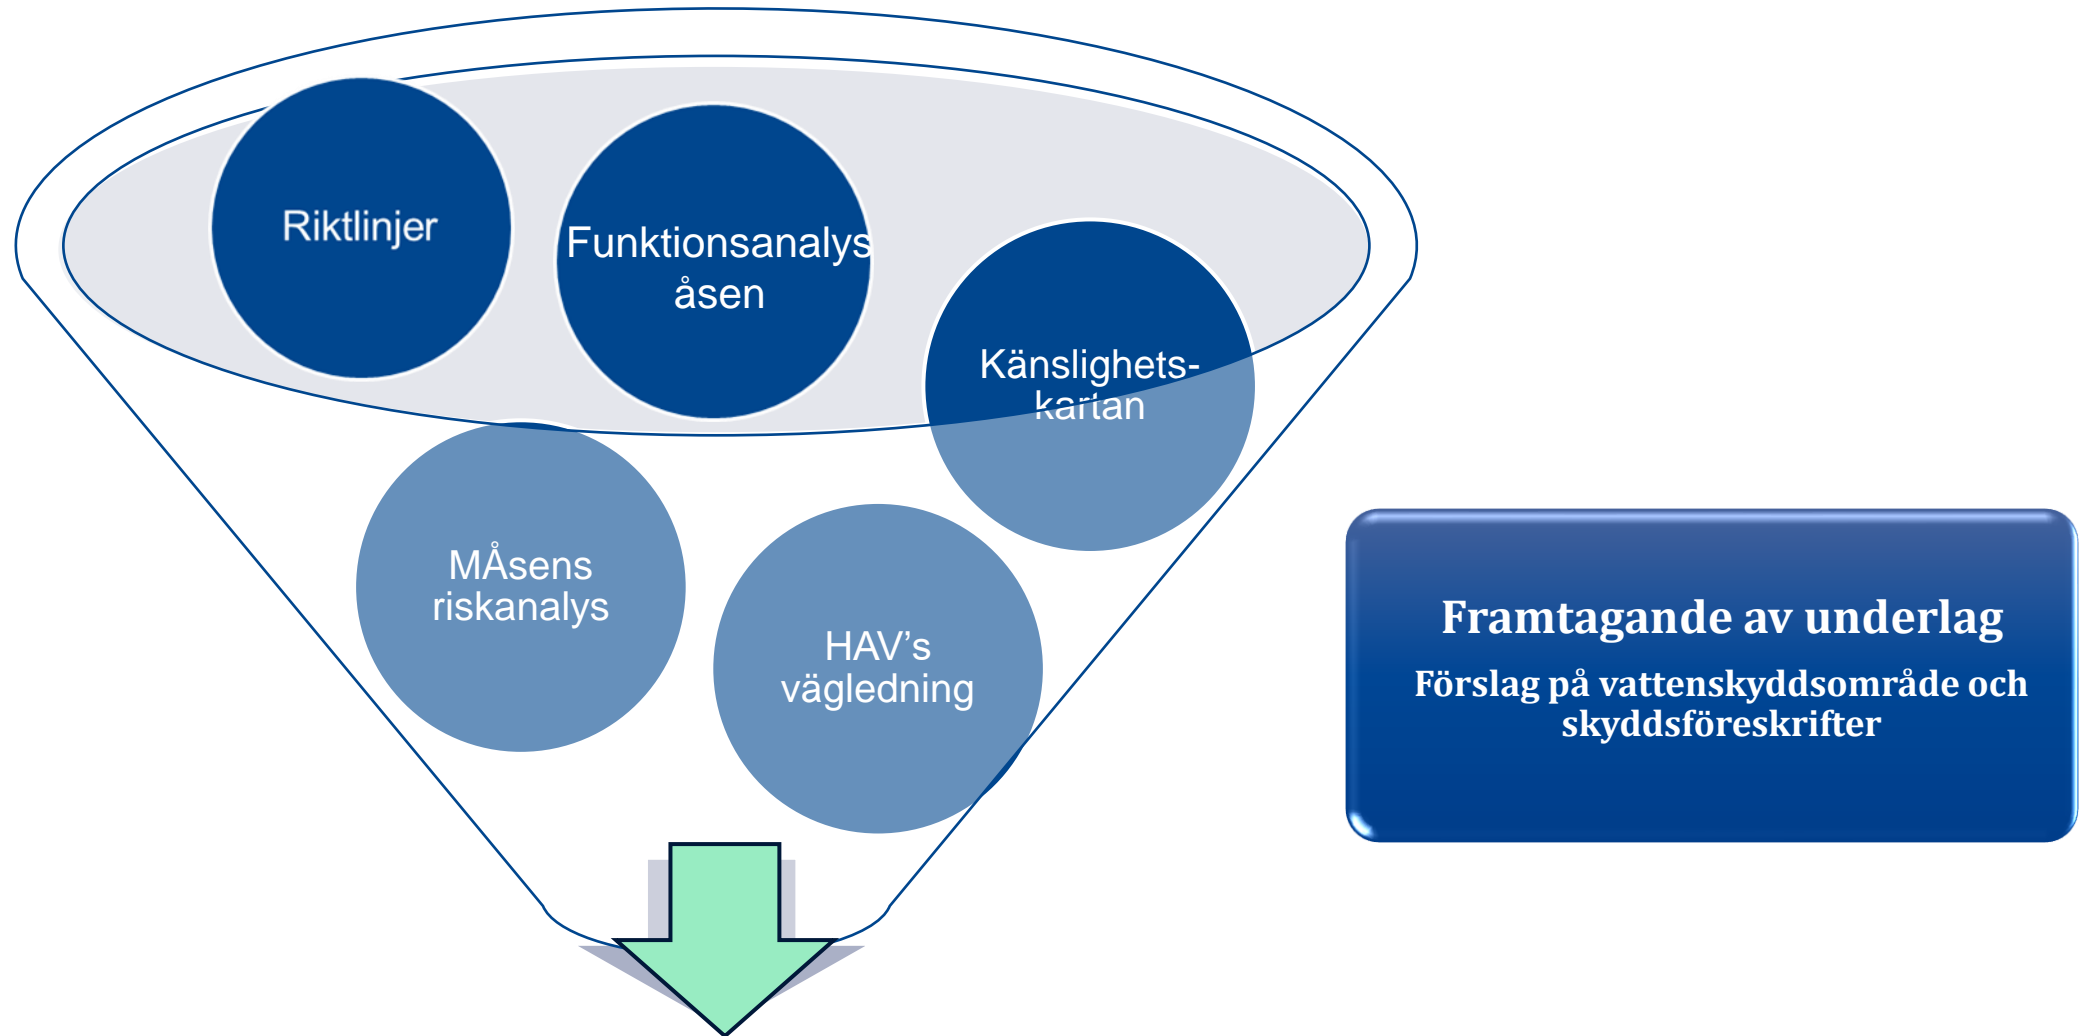 Riktlinjer
Funktionsanalys
åsen
Känslighets-
kartan
MÅsens
riskanalys
HAV’s
vägledning
Framtagande av underlag
Förslag på vattenskyddsområde och
skyddsföreskrifter